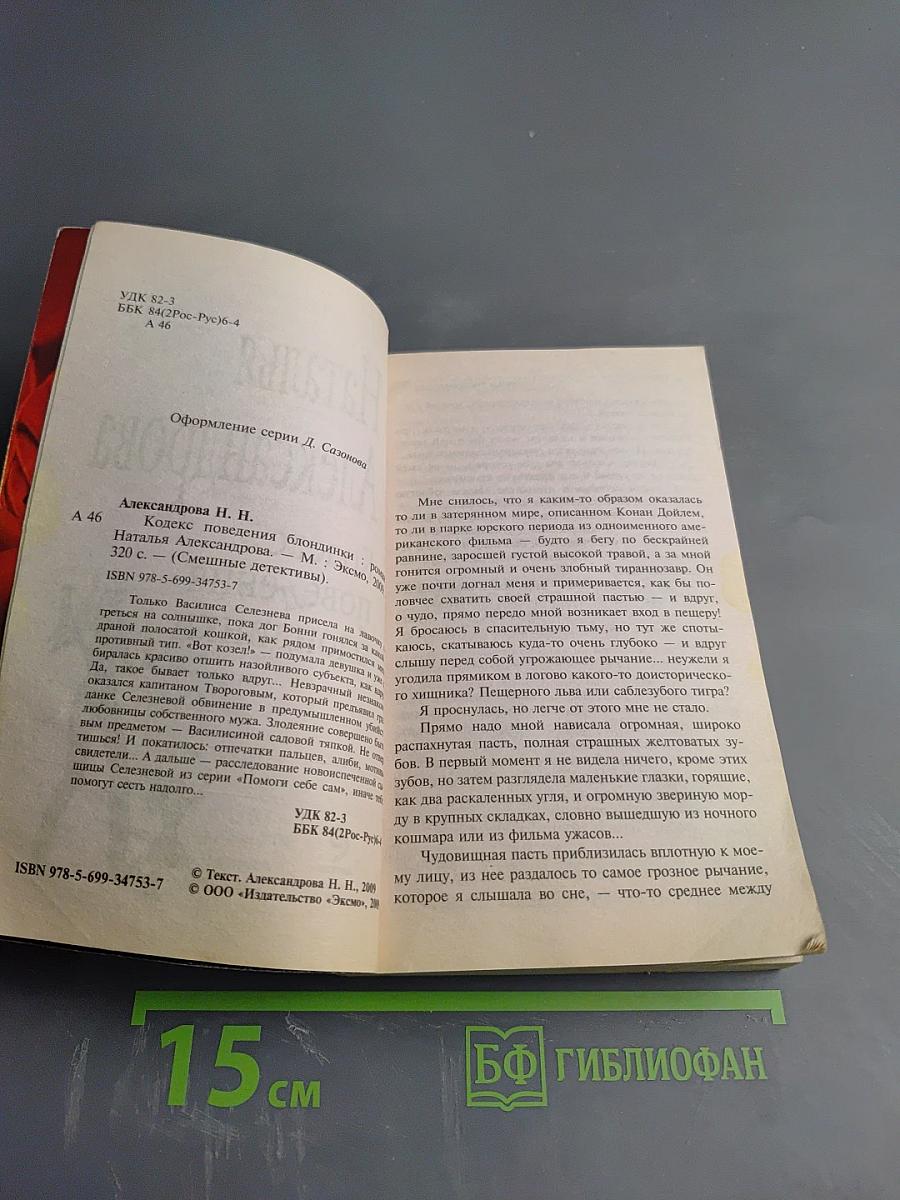 УДК 82-3
ББК 84(2Рос-Рус)6-4
А 46
Оформление серии Д. Сазонова
Александрова Н. Н.
А 46 Кодекс поведения блондинки : роман
Наталья Александрова. — М. : Эксмо, 2009
320 с. — (Смешные детективы).
ISBN 978-5-699-34753-7
Только Василиса Селезнева присела на лавочку
греться на солнышке, пока дог Бонни гонялся за
драной полосатой кошкой, как рядом примостился
противный тип. «Вот козел!» — подумала девушка и уже
биралась красиво отшить назойливого субъекта, как
Да, такое бывает только вдруг... Невзрачный
оказался капитаном Твороговым, который предъявил
данке Селезневой обвинение в предумышленном
любовницы собственного мужа. Злодеяние совершено
вым предметом — Василисиной садовой тяпкой. Не
тишься! И покатилось: отпечатки пальцев, алиби,
свидетели... А дальше — расследование новоиспеченной
щицы Селезневой из серии «Помоги себе сам», иначе
помогут сесть надолго...
УДК 82-3
ББК 84(2Рос-Рус)6-4
ISBN 978-5-699-34753-7
© Текст. Александрова Н. Н., 2009
© ООО «Издательство «Эксмо», 2009
Мне снилось, что я каким-то образом оказалась
то ли в затерянном мире, описанном Конан Дойлем,
то ли в парке юрского периода из одноименного аме-
риканского фильма — будто я бегу по бескрайней
равнине, заросшей густой высокой травой, а за мной
гонится огромный и очень злобный тираннозавр. Он
уже почти догнал меня и примеривается, как бы по-
ловчее схватить своей страшной пастью — и вдруг,
о чудо, прямо передо мной возникает вход в пещеру!
Я бросаюсь в спасительную тьму, но тут же споты-
каюсь, скатываюсь куда-то очень глубоко — и вдруг
слышу перед собой угрожающее рычание... неужели я
угодила прямиком в логово какого-то доисторическо-
го хищника? Пещерного льва или саблезубого тигра?
Я проснулась, но легче от этого мне не стало.
Прямо надо мной нависала огромная, широко
распахнутая пасть, полная страшных желтоватых зу-
бов. В первый момент я не видела ничего, кроме этих
зубов, но затем разглядела маленькие глазки, горящие,
как два раскаленных угля, и огромную звериную мор-
ду в крупных складках, словно вышедшую из ночного
кошмара или из фильма ужасов...
Чудовищная пасть приблизилась вплотную к мое-
му лицу, из нее раздалось то самое грозное рычание,
которое я слышала во сне, — что-то среднее между
15 см
БФ ГИБЛИОФАН